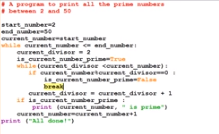 # A program to print all the prime numbers
# between 2 and 50

start_number=2
end_number=50
current_number=start_number
while current_number <= end_number:
    current_divisor = 2
    is_current_number_prime=True
    while(current_divisor <current_number):
        if current_number%current_divisor==0 :
            is_current_number_prime=False
            break
        current_divisor = current_divisor + 1
    if is_current_number_prime :
        print (current_number, " is prime")
    current_number=current_number+1
print ("All done!")